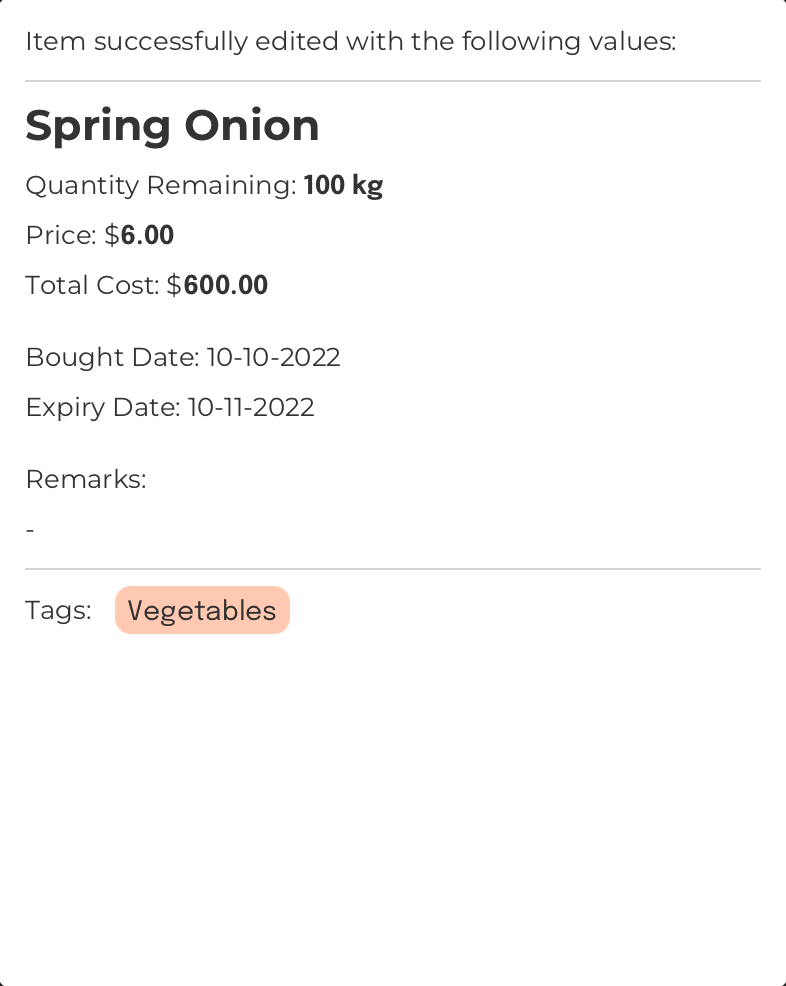 Item successfully edited with the following values:
Spring Onion
Quantity Remaining: 100 kg
Price: $6.00
Total Cost: $600.00
Bought Date: 10-10-2022
Expiry Date: 10-11-2022
Remarks:
-
Tags: Vegetables